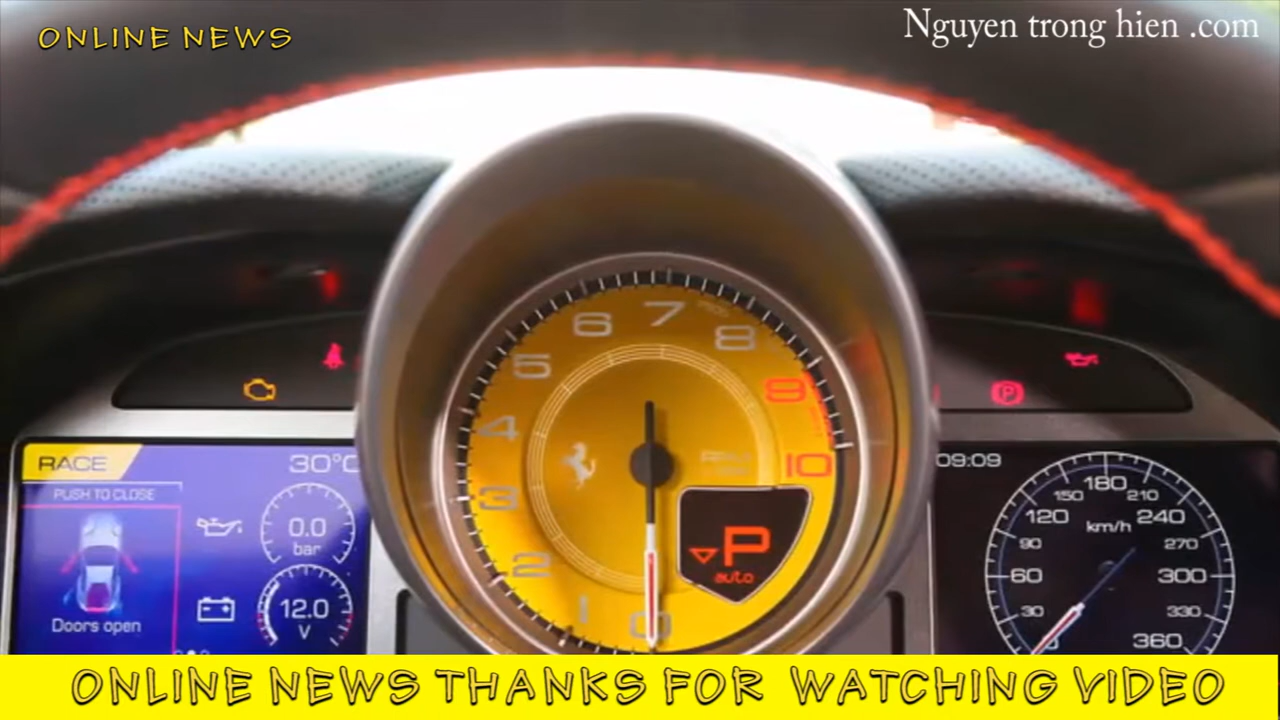 ONLINE NEWS
Nguyen trong hien .com
7
6
8
5
9
4
10
3
2
1
0
P
auto
RACE
30°C
PUSH TO CLOSE
0.0
bar
12.0
V
Doors open
09:09
180
150
210
120
km/h
240
90
270
60
300
30
330
0
360
ONLINE NEWS THANKS FOR WATCHING VIDEO